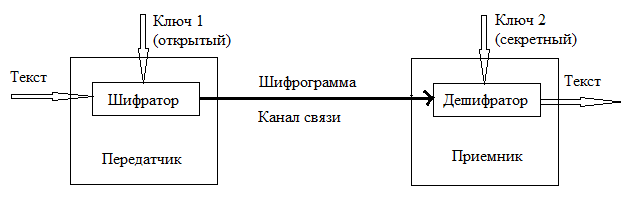 Ключ 1
(открытый)
Ключ 2
(секретный)
Текст
Шифрограмма
Текст
Шифратор
Дешифратор
Канал связи
Передатчик
Приемник